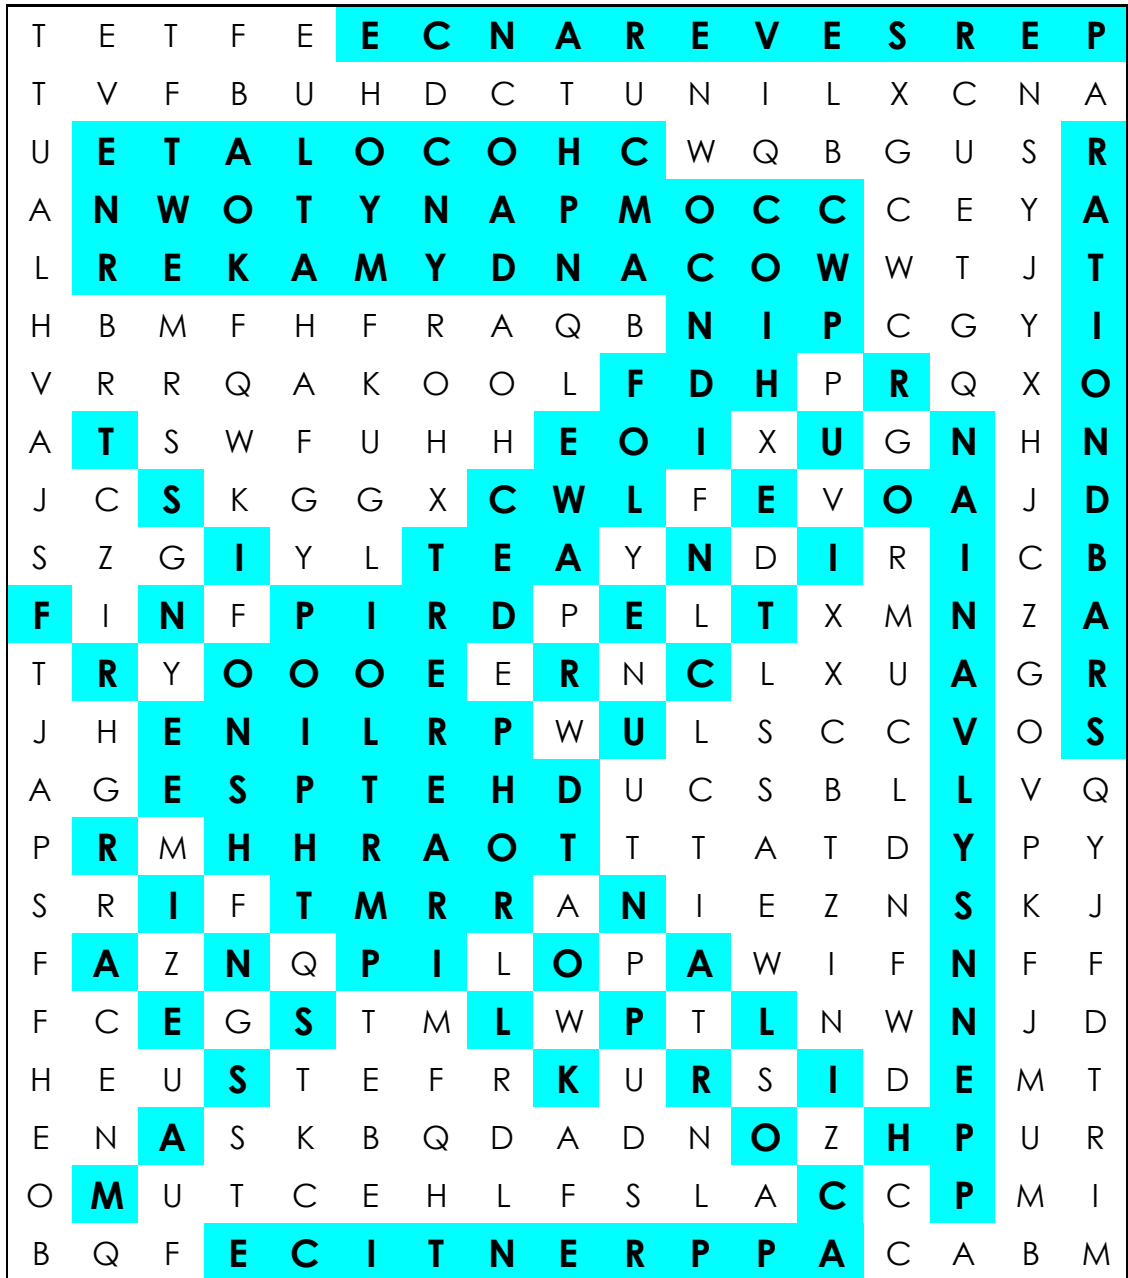 T E T F E E C N A R E V E S R E P
T V F B U H D C T U N I L X C N A
U E T A L O C O H C W Q B G U S R
A N W O T Y N A P M O C C C E Y A
L R E K A M Y D N A C O W W T J T
H B M F H F R A Q B N I P C G Y I
V R R Q A K O O L F D H P R Q X O
A T S W F U H H E O I X U G N H N
J C S K G G X C W L F E V O A J D
S Z G I Y L T E A Y N D I R I C B
F I N F P I R D P E L T X M N Z A
T R Y O O O E E R N C L X U A G R
J H E N I L R P W U L S C C V O S
A G E S P T E H D U C S B L L V Q
P R M H H R A O T T T A T D Y P Y
S R I F T M R R A N I E Z N S K J
F A Z N Q P I L O P A W I F N F F
F C E G S T M L W P T L N W N J D
H E U S T E F R K U R S I D E M T
E N A S K B Q D A D N O Z H P U R
O M U T C E H L F S L A C C P M I
B Q F E C I T N E R P P A C A B M